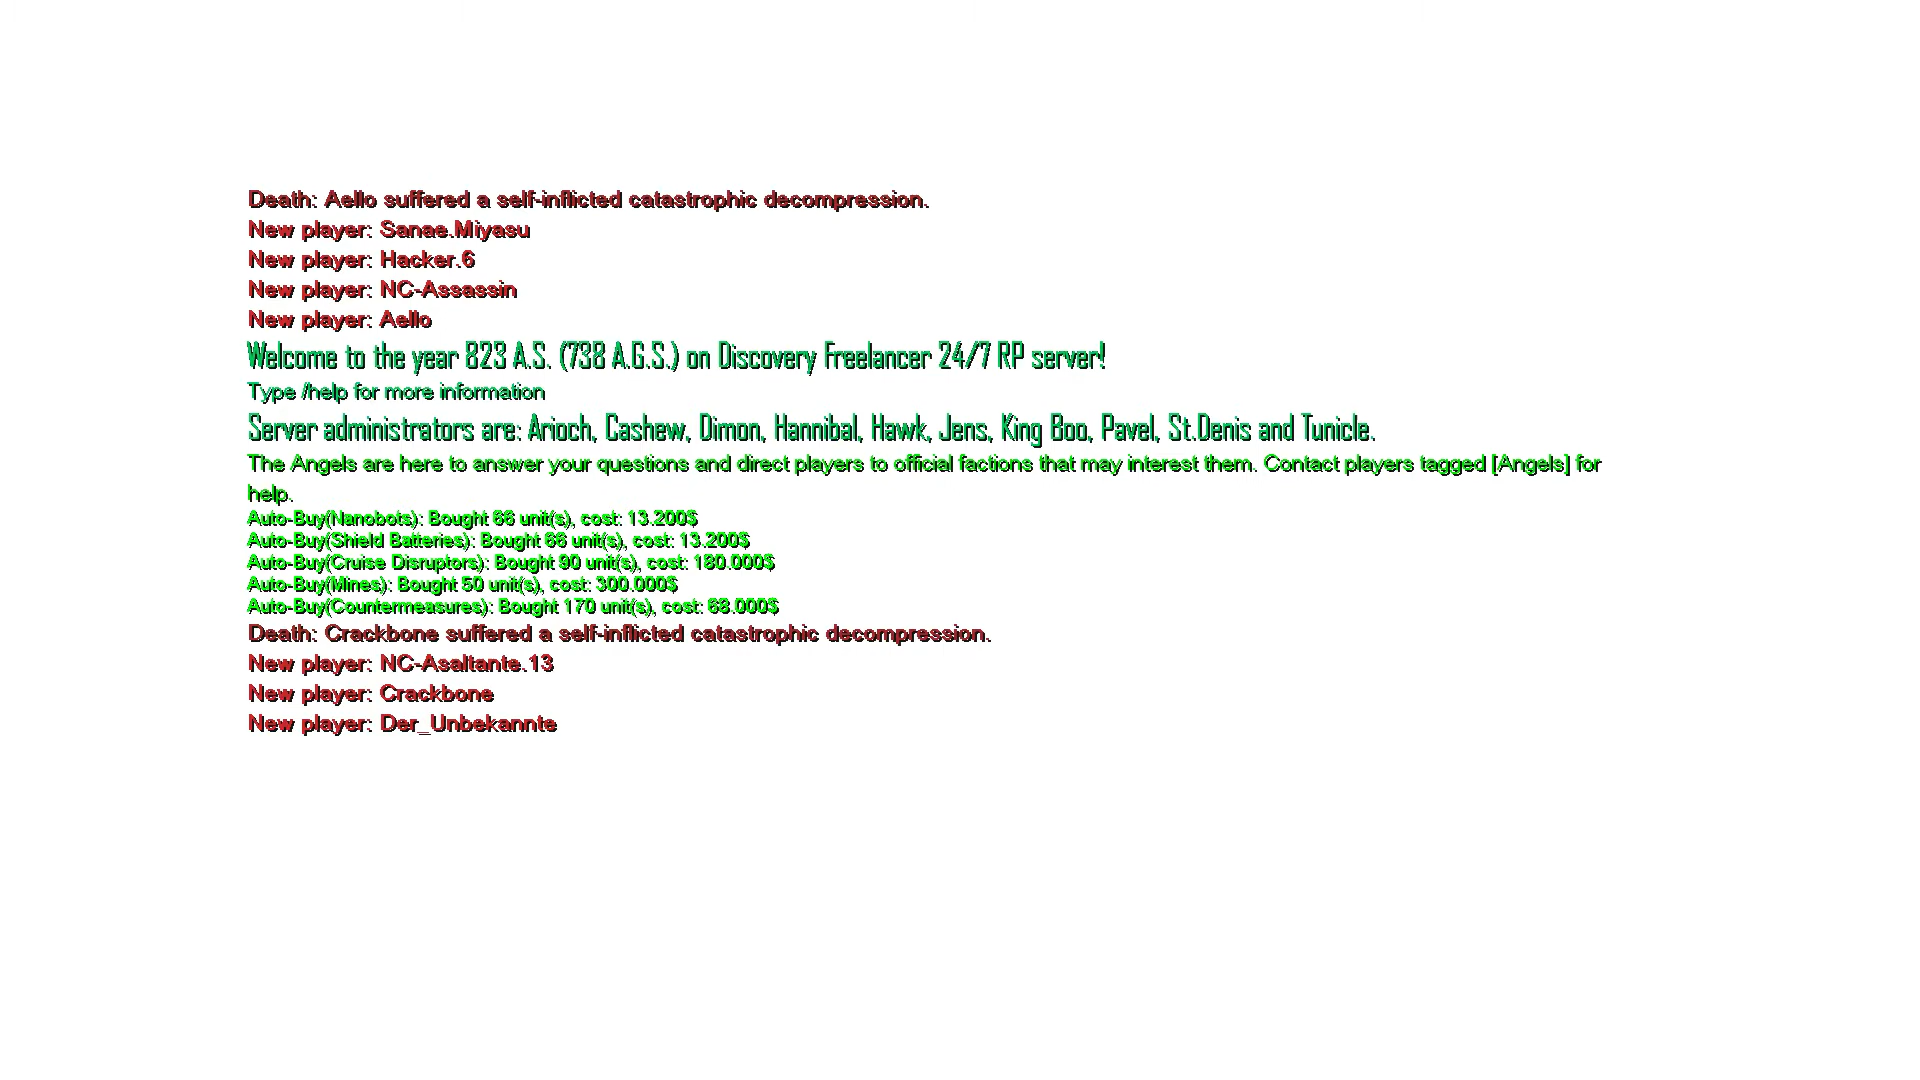 Death: Aello suffered a self-inflicted catastrophic decompression.
New player: Sanae.Miyasu
New player: Hacker.6
New player: NC-Assassin
New player: Aello
Welcome to the year 823 A.S. (738 A.G.S.) on Discovery Freelancer 24/7 RP server!
Type /help for more information
Server administrators are: Arioch, Cashew, Dimon, Hannibal, Hawk, Jens, King Boo, Pavel, St.Denis and Tunicle.
The Angels are here to answer your questions and direct players to official factions that may interest them. Contact players tagged [Angels] for
help.
Auto-Buy(Nanobots): Bought 66 unit(s), cost: 13.200$
Auto-Buy(Shield Batteries): Bought 66 unit(s), cost: 13.200$
Auto-Buy(Cruise Disruptors): Bought 90 unit(s), cost: 180.000$
Auto-Buy(Mines): Bought 50 unit(s), cost: 300.000$
Auto-Buy(Countermeasures): Bought 170 unit(s), cost: 68.000$
Death: Crackbone suffered a self-inflicted catastrophic decompression.
New player: NC-Asaltante.13
New player: Crackbone
New player: Der_Unbekannte